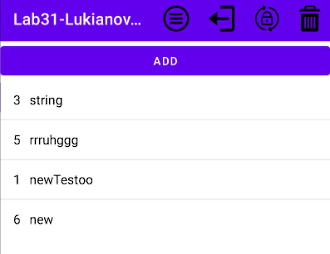 Lab31-Lukianov...
ADD
3 string
5 rrruhggg
1 newTestoo
6 new